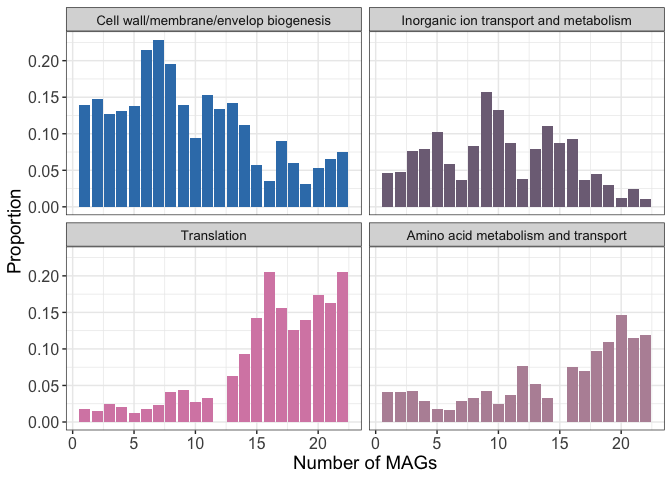 Cell wall/membrane/envelop biogenesis
Inorganic ion transport and metabolism
0.20
0.15
0.10
0.05
0.00
Translation
Amino acid metabolism and transport
0.20
0.15
0.10
0.05
0.00
0 5 10 15 20
0 5 10 15 20
Number of MAGs
Proportion